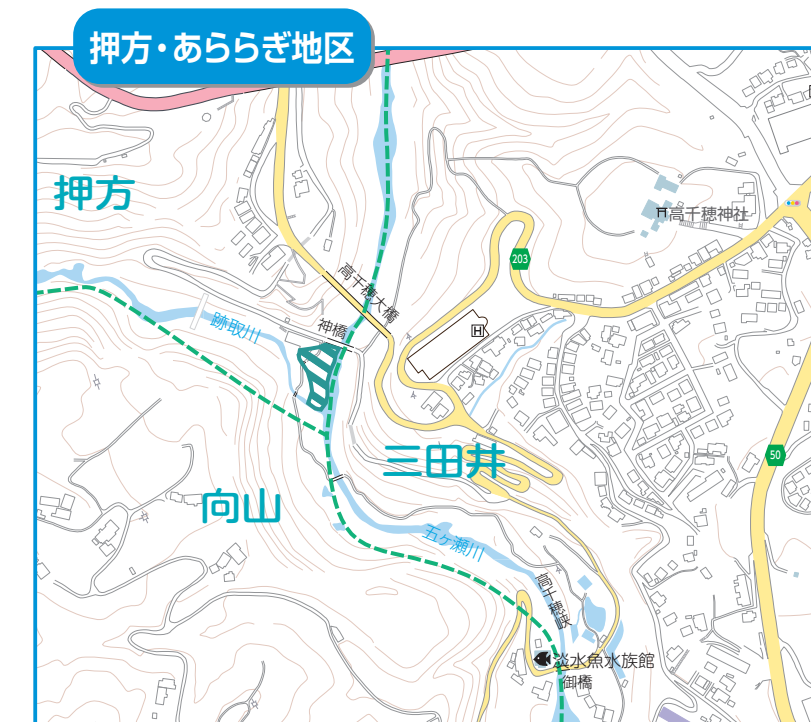 押方・あららぎ地区
押方
高千穂神社
203
高千穂大橋
跡取川
神橋
H
三田井
50
向山
五ヶ瀬川
高千穂峡
淡水魚水族館
御橋